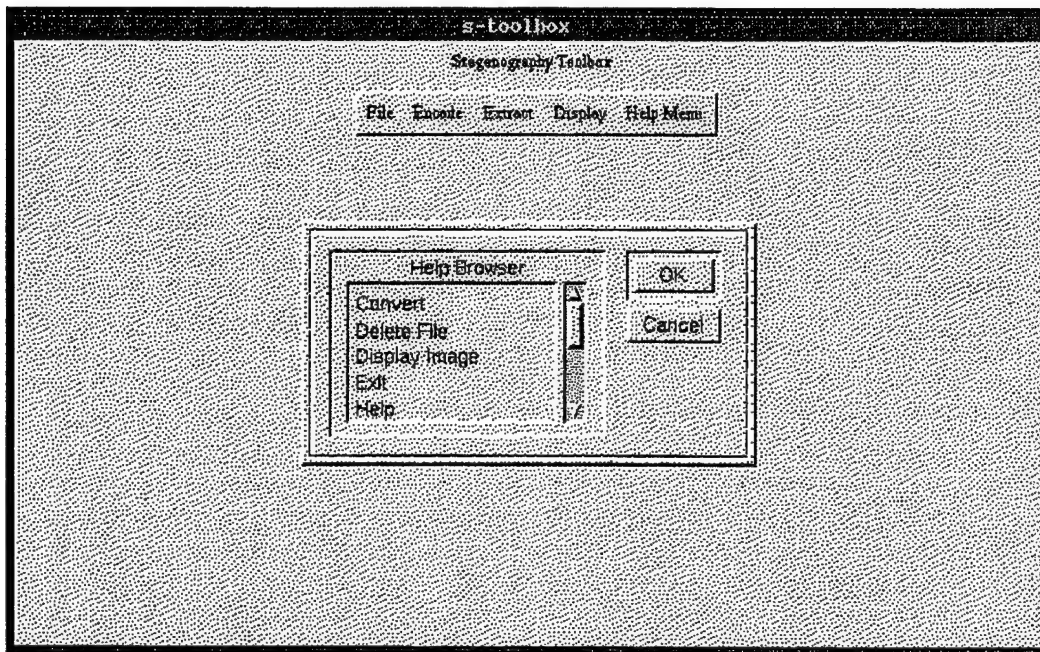 s-toolbox
Stegenography Toolbox
File Encode Extract Display Help Menu
Help Browser
OK
Convert
Cancel
Delete File
Display Image
Exit
Help